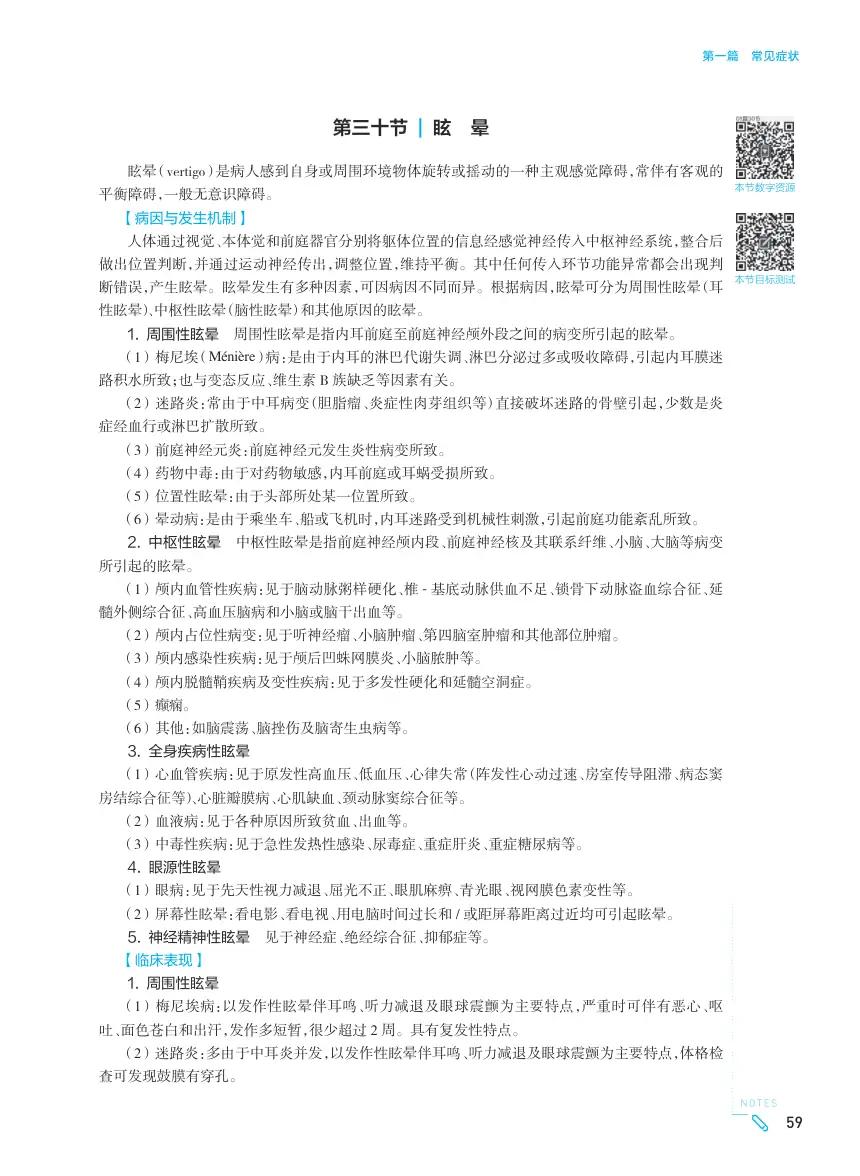 第一篇 常见症状
第三十节 | 眩 晕
本节数字资源
本节目标测试
眩晕(vertigo)是病人感到自身或周围环境物体旋转或摇动的一种主观感觉障碍,常伴有客观的
平衡障碍,一般无意识障碍。
【病因与发生机制】
人体通过视觉、本体觉和前庭器官分别将躯体位置的信息经感觉神经传入中枢神经系统,整合后
做出位置判断,并通过运动神经传出,调整位置,维持平衡。其中任何传入环节功能异常都会出现判
断错误,产生眩晕。眩晕发生有多种因素,可因病因不同而异。根据病因,眩晕可分为周围性眩晕(耳
性眩晕)、中枢性眩晕(脑性眩晕)和其他原因的眩晕。
1. 周围性眩晕 周围性眩晕是指内耳前庭至前庭神经颅外段之间的病变所引起的眩晕。
(1)梅尼埃(Ménière)病:是由于内耳的淋巴代谢失调、淋巴分泌过多或吸收障碍,引起内耳膜迷
路积水所致;也与变态反应、维生素 B 族缺乏等因素有关。
(2)迷路炎:常由于中耳病变(胆脂瘤、炎症性肉芽组织等)直接破坏迷路的骨壁引起,少数是炎
症经血行或淋巴扩散所致。
(3)前庭神经元炎:前庭神经元发生炎性病变所致。
(4)药物中毒:由于对药物敏感,内耳前庭或耳蜗受损所致。
(5)位置性眩晕:由于头部所处某一位置所致。
(6)晕动病:是由于乘坐车、船或飞机时,内耳迷路受到机械性刺激,引起前庭功能紊乱所致。
2. 中枢性眩晕 中枢性眩晕是指前庭神经颅内段、前庭神经核及其联系纤维、小脑、大脑等病变
所引起的眩晕。
(1)颅内血管性疾病:见于脑动脉粥样硬化、椎 - 基底动脉供血不足、锁骨下动脉盗血综合征、延
髓外侧综合征、高血压脑病和小脑或脑干出血等。
(2)颅内占位性病变:见于听神经瘤、小脑肿瘤、第四脑室肿瘤和其他部位肿瘤。
(3)颅内感染性疾病:见于颅后凹蛛网膜炎、小脑脓肿等。
(4)颅内脱髓鞘疾病及变性疾病:见于多发性硬化和延髓空洞症。
(5)癫痫。
(6)其他:如脑震荡、脑挫伤及脑寄生虫病等。
3. 全身疾病性眩晕
(1)心血管疾病:见于原发性高血压、低血压、心律失常(阵发性心动过速、房室传导阻滞、病态窦
房结综合征等)、心脏瓣膜病、心肌缺血、颈动脉窦综合征等。
(2)血液病:见于各种原因所致贫血、出血等。
(3)中毒性疾病:见于急性发热性感染、尿毒症、重症肝炎、重症糖尿病等。
4. 眼源性眩晕
(1)眼病:见于先天性视力减退、屈光不正、眼肌麻痹、青光眼、视网膜色素变性等。
(2)屏幕性眩晕:看电影、看电视、用电脑时间过长和 / 或距屏幕距离过近均可引起眩晕。
5. 神经精神性眩晕 见于神经症、绝经综合征、抑郁症等。
【临床表现】
1. 周围性眩晕
(1)梅尼埃病:以发作性眩晕伴耳鸣、听力减退及眼球震颤为主要特点,严重时可伴有恶心、呕
吐、面色苍白和出汗,发作多短暂,很少超过 2 周。具有复发性特点。
(2)迷路炎:多由于中耳炎并发,以发作性眩晕伴耳鸣、听力减退及眼球震颤为主要特点,体格检
查可发现鼓膜有穿孔。
NOTES
59